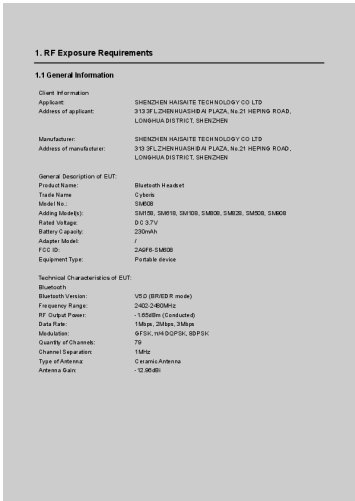 1. RF Exposure Requirements
1.1 General Information
Client Information
Applicant: SHENZHEN HAISAITE TECHNOLOGY CO LTD
Address of applicant: 313 3F L.ZHENHUASHIDAI PLAZA, No.21 HEPING ROAD,
LONGHUA DISTRICT, SHENZHEN
Manufacturer: SHENZHEN HAISAITE TECHNOLOGY CO LTD
Address of manufacturer: 313 3F L.ZHENHUASHIDAI PLAZA, No.21 HEPING ROAD,
LONGHUA DISTRICT, SHENZHEN
General Description of EUT:
Product Name: Bluetooth Headset
Trade Name Cyboris
Model No.: SM608
Adding Model(s): SM158, SM618, SM108, SM808, SM828, SM508, SM908
Rated Voltage: DC 3.7V
Battery Capacity: 230mAh
Adapter Model: /
FCC ID: 2A9F6-SM608
Equipment Type: Portable device
Technical Characteristics of EUT:
Bluetooth
Bluetooth Version: V5.0 (BR/EDR mode)
Frequency Range: 2402-2480MHz
RF Output Power: -1.65dBm (Conducted)
Data Rate: 1Mbps, 2Mbps, 3Mbps
Modulation: GFSK, π/4 DQPSK, 8DPSK
Quantity of Channels: 79
Channel Separation: 1MHz
Type of Antenna: Ceramic Antenna
Antenna Gain: -12.96dBi